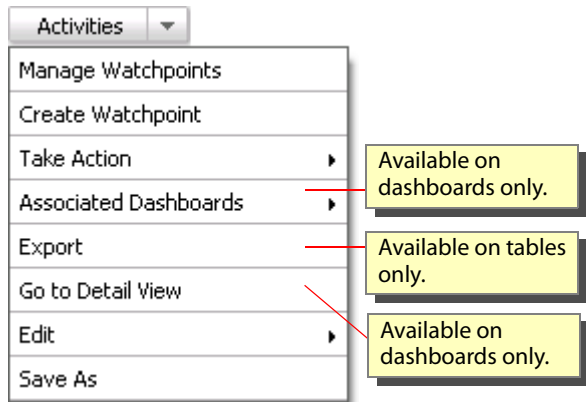 Activities
Manage Watchpoints
Create Watchpoint
Take Action
Associated Dashboards
Export
Go to Detail View
Edit
Save As
Available on
dashboards only.
Available on tables
only.
Available on
dashboards only.